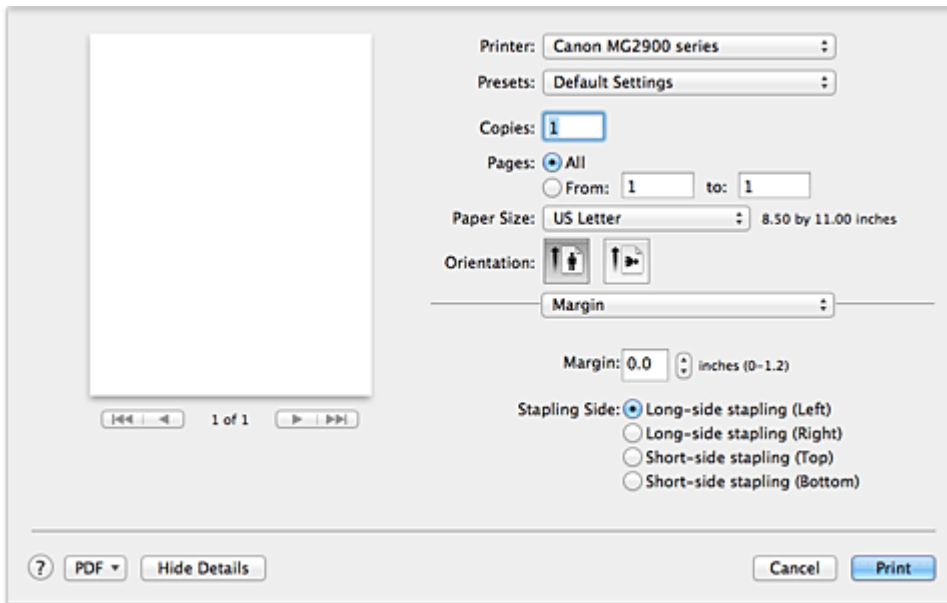 Printer: Canon MG2900 series
Presets: Default Settings
Copies: 1
Pages: All
From: 1 to: 1
Paper Size: US Letter 8.50 by 11.00 inches
Orientation:
Margin
Margin: 0.0 inches (0-1.2)
1 of 1
Stapling Side: Long-side stapling (Left)
Long-side stapling (Right)
Short-side stapling (Top)
Short-side stapling (Bottom)
? PDF Hide Details Cancel Print